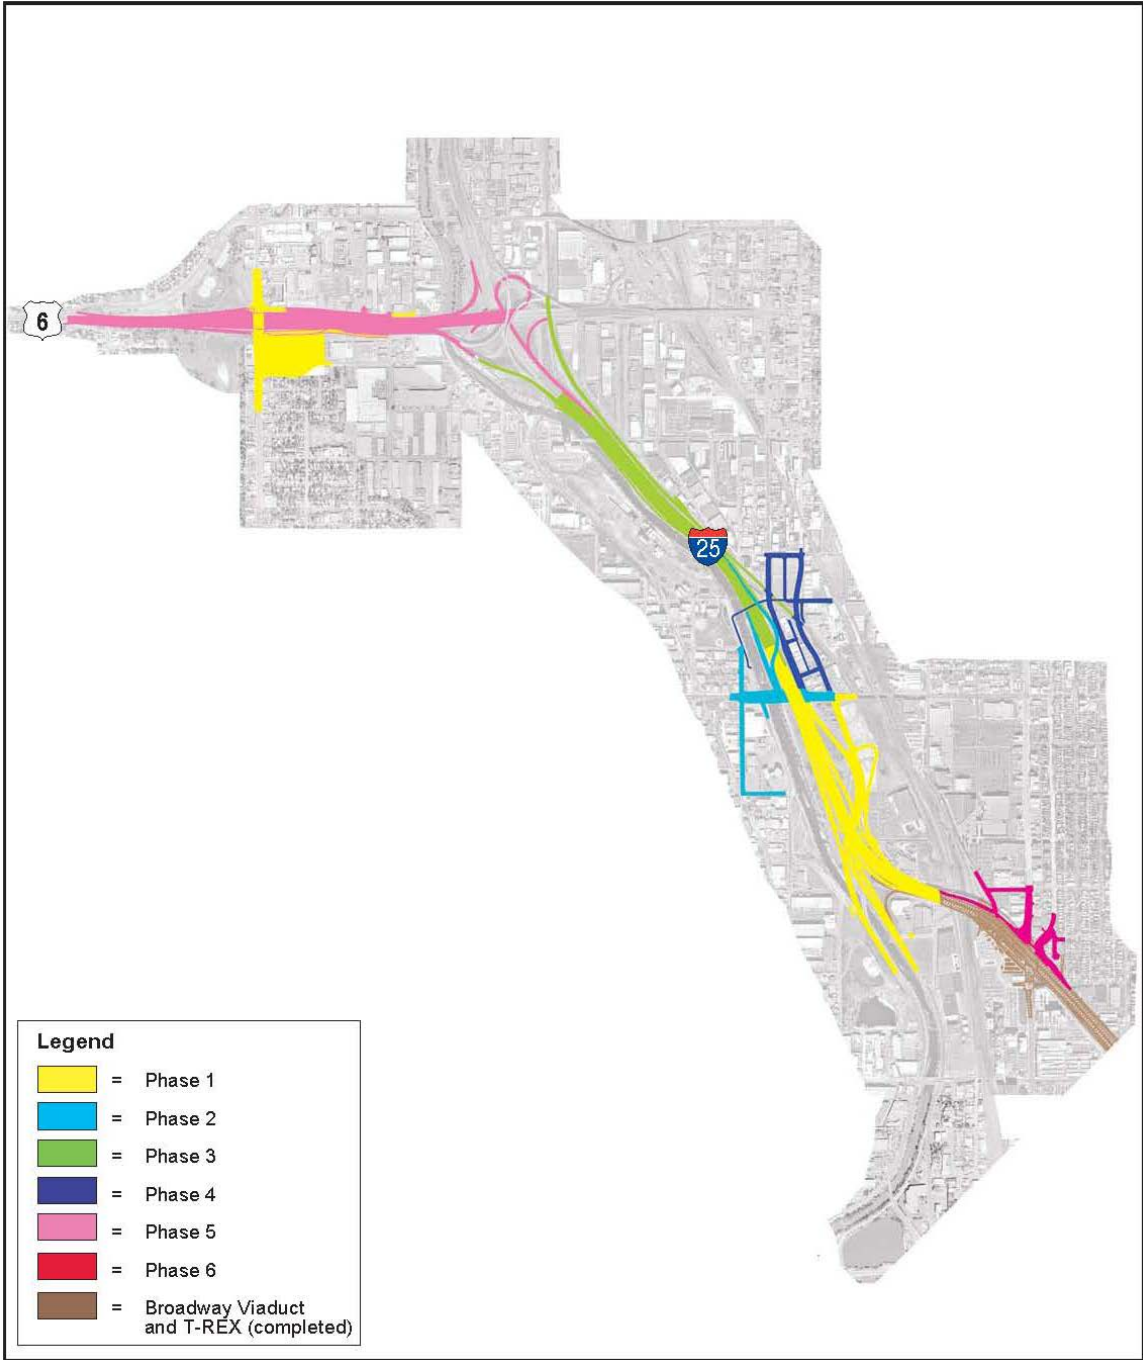 6
25
Legend
= Phase 1
= Phase 2
= Phase 3
= Phase 4
= Phase 5
= Phase 6
= Broadway Viaduct
and T-REX (completed)